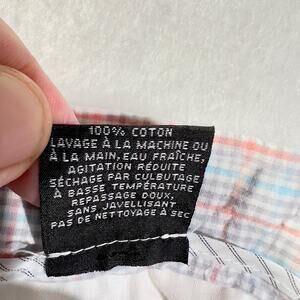 100% COTON
LAVAGE À LA MACHINE OU
À LA MAIN, EAU FRAÎCHE,
AGITATION RÉDUITE
SÉCHAGE PAR CULBUTAGE
À BASSE TEMPÉRATURE
REPASSAGE DOUX,
SANS JAVELLISANT
PAS DE NETTOYAGE À SEC